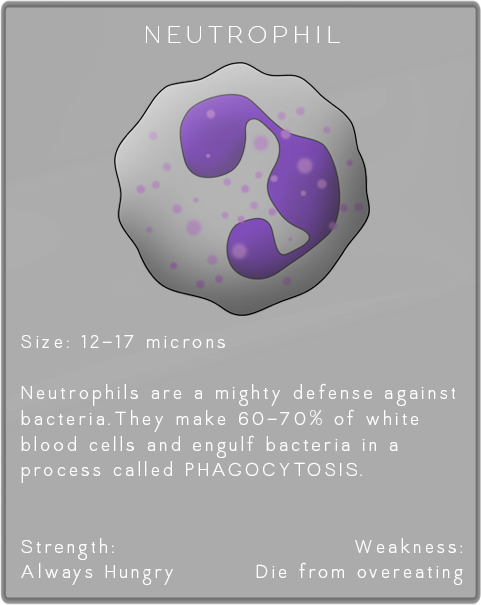 NEUTROPHIL
Size: 12-17 microns
Neutrophils are a mighty defense against
bacteria.They make 60-70% of white
blood cells and engulf bacteria in a
process called PHAGOCYTOSIS.
Strength: Weakness:
Always Hungry Die from overeating